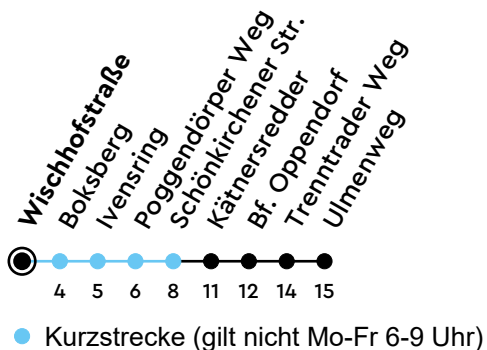 Wischhofstraße
Boksberg
Ivensring
Poggendörper Weg
Schönkirchener Str.
Kätnersredder
Bf. Oppendorf
Trenntrader Weg
Ulmenweg
4 5 6 8 11 12 14 15
Kurzstrecke (gilt nicht Mo-Fr 6-9 Uhr)